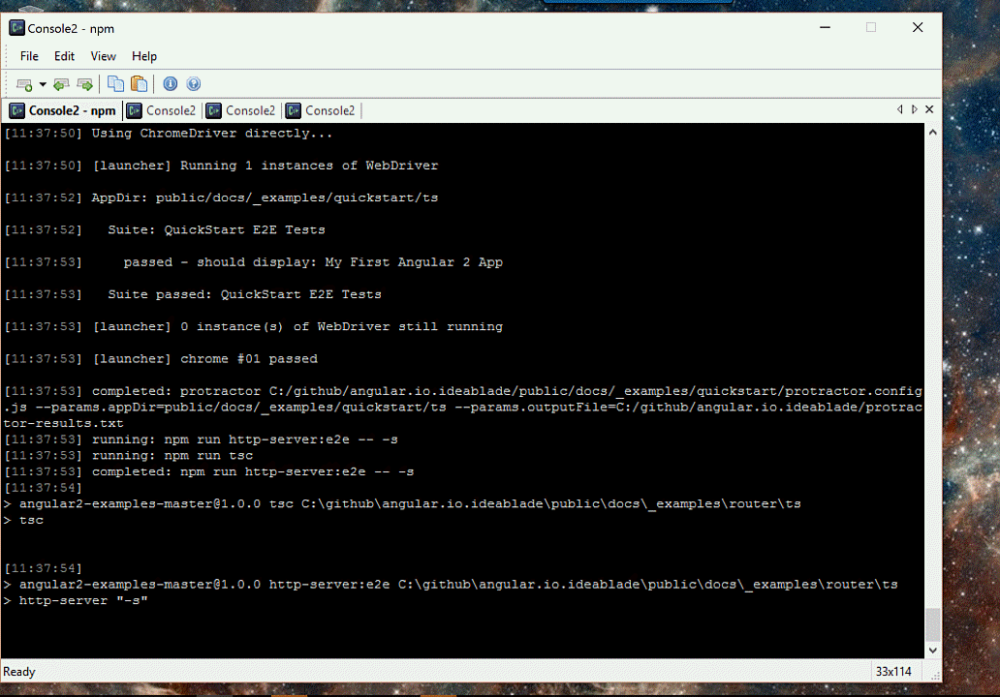 Console2 - npm
File Edit View Help
Console2 - npm Console2 Console2 Console2
[11:37:50] Using ChromeDriver directly...
[11:37:50] [launcher] Running 1 instances of WebDriver
[11:37:52] AppDir: public/docs/_examples/quickstart/ts
[11:37:52]   Suite: QuickStart E2E Tests
[11:37:53]     passed - should display: My First Angular 2 App
[11:37:53]   Suite passed: QuickStart E2E Tests
[11:37:53] [launcher] 0 instance(s) of WebDriver still running
[11:37:53] [launcher] chrome #01 passed
[11:37:53] completed: protractor C:/github/angular.io.ideablade/public/docs/_examples/quickstart/protractor.config
.js --params.appDir=public/docs/_examples/quickstart/ts --params.outputFile=C:/github/angular.io.ideablade/protrac
tor-results.txt
[11:37:53] running: npm run http-server:e2e -- -s
[11:37:53] running: npm run tsc
[11:37:53] completed: npm run http-server:e2e -- -s
[11:37:54]
> angular2-examples-master@1.0.0 tsc C:\github\angular.io.ideablade\public\docs\_examples\router\ts
> tsc
[11:37:54]
> angular2-examples-master@1.0.0 http-server:e2e C:\github\angular.io.ideablade\public\docs\_examples\router\ts
> http-server "-s"
Ready 33x114